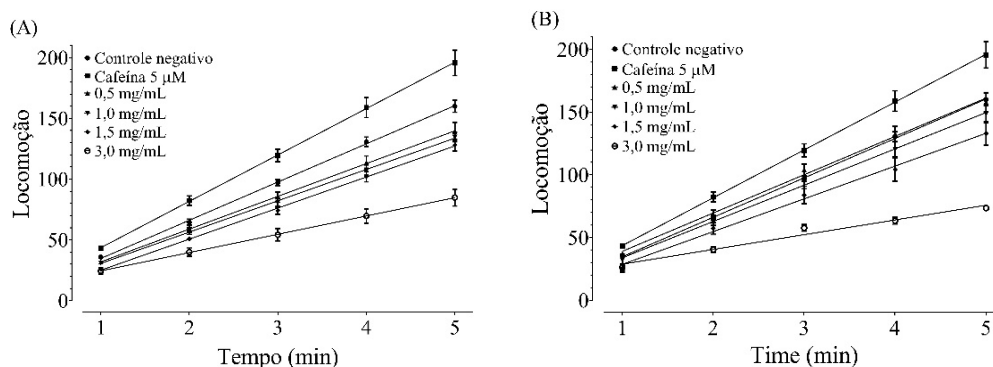 (A)
Locomoção
200
150
100
50
0
Controle negativo
Cafeína 5 μM
0,5 mg/mL
1,0 mg/mL
1,5 mg/mL
3,0 mg/mL
1 2 3 4 5
Tempo (min)
(B)
Locomoção
200
150
100
50
0
Controle negativo
Cafeína 5 μM
0,5 mg/mL
1,0 mg/mL
1,5 mg/mL
3,0 mg/mL
1 2 3 4 5
Time (min)